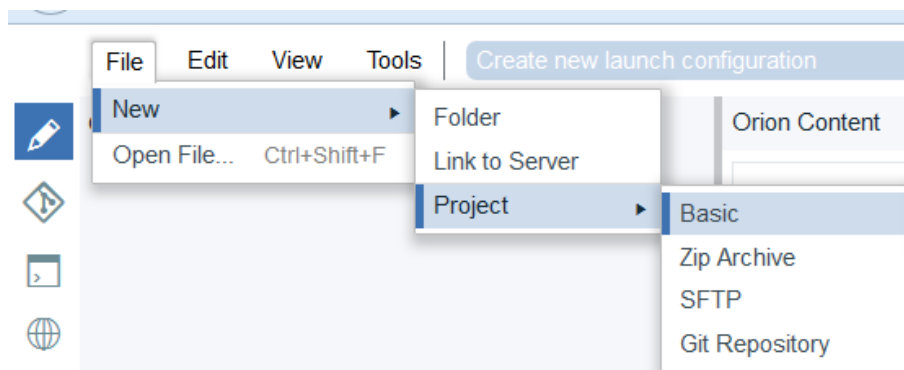 File Edit View Tools Create new launch configuration
New
Open File... Ctrl+Shift+F
Folder
Link to Server
Project
Orion Content
Basic
Zip Archive
SFTP
Git Repository